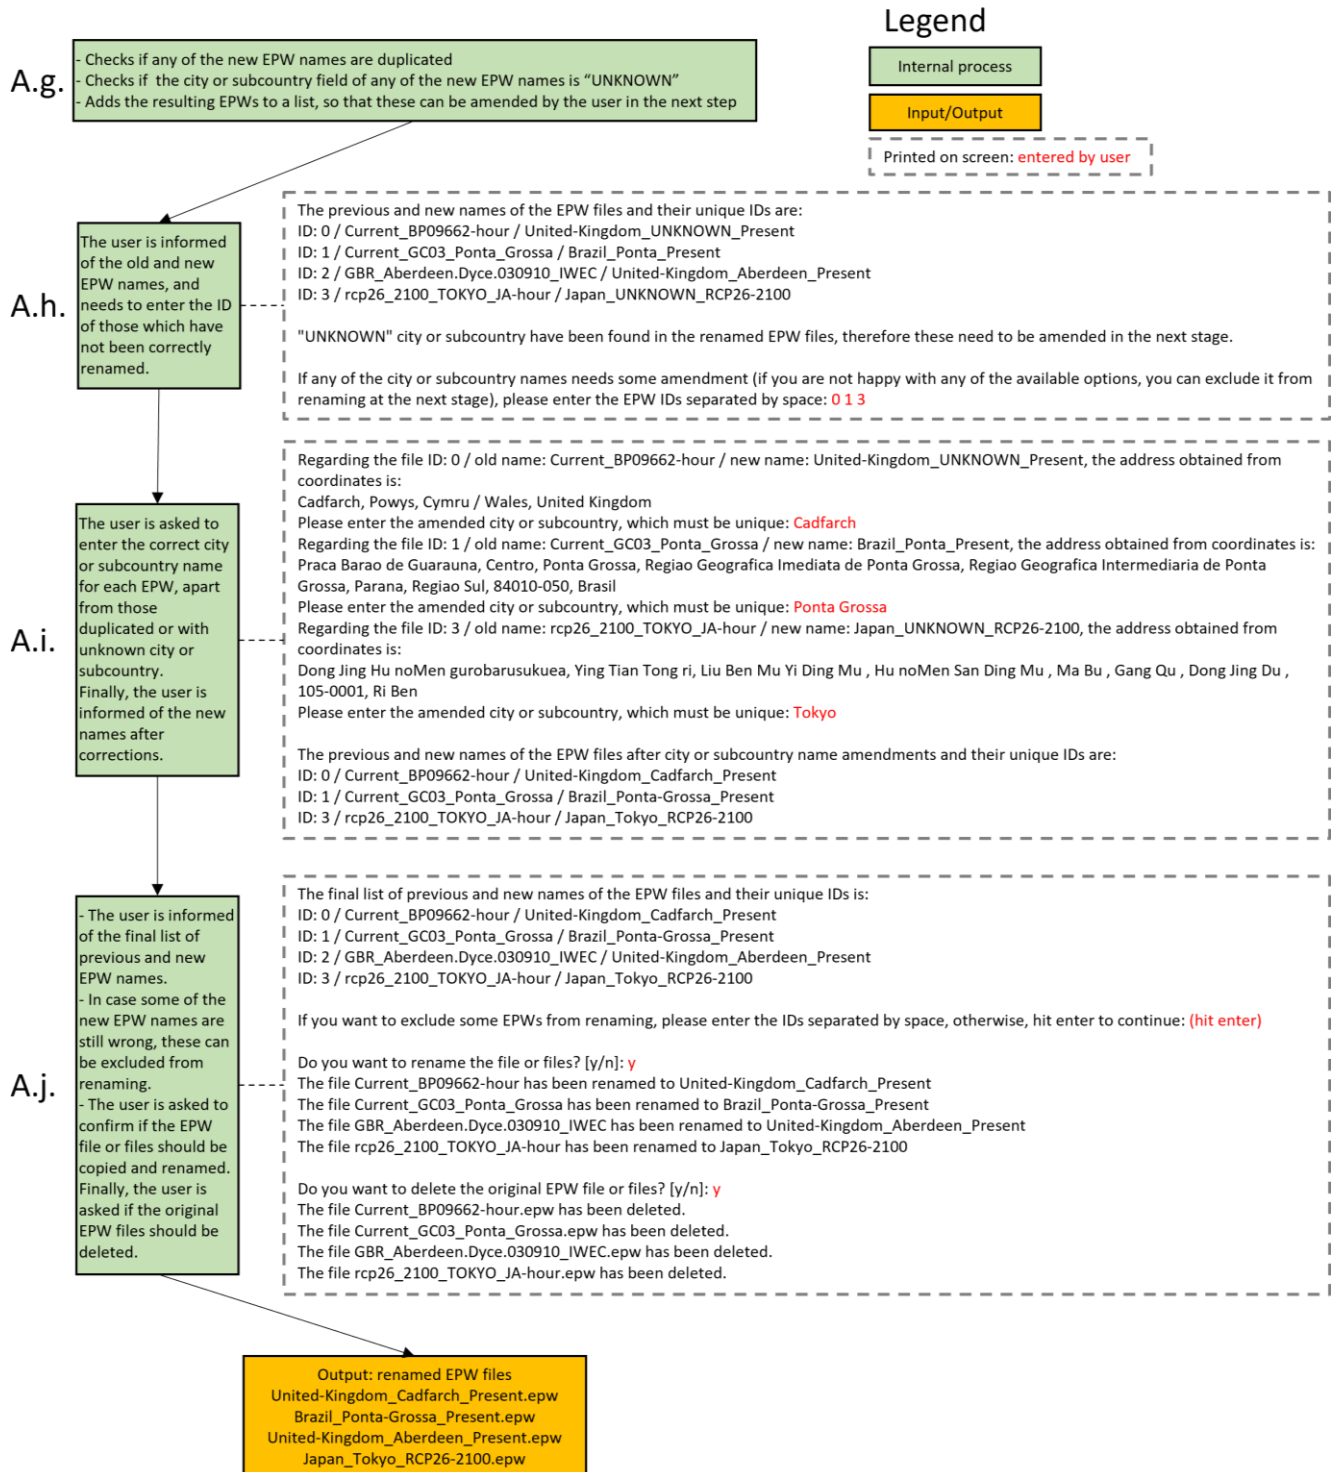 Legend
Internal process
Input/Output
Printed on screen: entered by user
A.g.
- Checks if any of the new EPW names are duplicated
- Checks if  the city or subcountry field of any of the new EPW names is “UNKNOWN”
- Adds the resulting EPWs to a list, so that these can be amended by the user in the next step
A.h.
The user is informed
of the old and new
EPW names, and
needs to enter the ID
of those which have
not been correctly
renamed.
The previous and new names of the EPW files and their unique IDs are:
ID: 0 / Current_BP09662-hour / United-Kingdom_UNKNOWN_Present
ID: 1 / Current_GC03_Ponta_Grossa / Brazil_Ponta_Present
ID: 2 / GBR_Aberdeen.Dyce.030910_IWEC / United-Kingdom_Aberdeen_Present
ID: 3 / rcp26_2100_TOKYO_JA-hour / Japan_UNKNOWN_RCP26-2100
"UNKNOWN" city or subcountry have been found in the renamed EPW files, therefore these need to be amended in the next stage.
If any of the city or subcountry names needs some amendment (if you are not happy with any of the available options, you can exclude it from
renaming at the next stage), please enter the EPW IDs separated by space: 0 1 3
A.i.
The user is asked to
enter the correct city
or subcountry name
for each EPW, apart
from those
duplicated or with
unknown city or
subcountry.
Finally, the user is
informed of the new
names after
corrections.
Regarding the file ID: 0 / old name: Current_BP09662-hour / new name: United-Kingdom_UNKNOWN_Present, the address obtained from
coordinates is:
Cadfarch, Powys, Cymru / Wales, United Kingdom
Please enter the amended city or subcountry, which must be unique: Cadfarch
Regarding the file ID: 1 / old name: Current_GC03_Ponta_Grossa / new name: Brazil_Ponta_Present, the address obtained from coordinates is:
Praca Barao de Guarauna, Centro, Ponta Grossa, Regiao Geografica Imediata de Ponta Grossa, Regiao Geografica Intermediaria de Ponta
Grossa, Parana, Regiao Sul, 84010-050, Brasil
Please enter the amended city or subcountry, which must be unique: Ponta Grossa
Regarding the file ID: 3 / old name: rcp26_2100_TOKYO_JA-hour / new name: Japan_UNKNOWN_RCP26-2100, the address obtained from
coordinates is:
Dong Jing Hu noMen gurobarusukuea, Ying Tian Tong ri, Liu Ben Mu Yi Ding Mu , Hu noMen San Ding Mu , Ma Bu , Gang Qu , Dong Jing Du ,
105-0001, Ri Ben
Please enter the amended city or subcountry, which must be unique: Tokyo
The previous and new names of the EPW files after city or subcountry name amendments and their unique IDs are:
ID: 0 / Current_BP09662-hour / United-Kingdom_Cadfarch_Present
ID: 1 / Current_GC03_Ponta_Grossa / Brazil_Ponta-Grossa_Present
ID: 3 / rcp26_2100_TOKYO_JA-hour / Japan_Tokyo_RCP26-2100
A.j.
- The user is informed
of the final list of
previous and new
EPW names.
- In case some of the
new EPW names are
still wrong, these can
be excluded from
renaming.
- The user is asked to
confirm if the EPW
file or files should be
copied and renamed.
Finally, the user is
asked if the original
EPW files should be
deleted.
The final list of previous and new names of the EPW files and their unique IDs is:
ID: 0 / Current_BP09662-hour / United-Kingdom_Cadfarch_Present
ID: 1 / Current_GC03_Ponta_Grossa / Brazil_Ponta-Grossa_Present
ID: 2 / GBR_Aberdeen.Dyce.030910_IWEC / United-Kingdom_Aberdeen_Present
ID: 3 / rcp26_2100_TOKYO_JA-hour / Japan_Tokyo_RCP26-2100
If you want to exclude some EPWs from renaming, please enter the IDs separated by space, otherwise, hit enter to continue: (hit enter)
Do you want to rename the file or files? [y/n]: y
The file Current_BP09662-hour has been renamed to United-Kingdom_Cadfarch_Present
The file Current_GC03_Ponta_Grossa has been renamed to Brazil_Ponta-Grossa_Present
The file GBR_Aberdeen.Dyce.030910_IWEC has been renamed to United-Kingdom_Aberdeen_Present
The file rcp26_2100_TOKYO_JA-hour has been renamed to Japan_Tokyo_RCP26-2100
Do you want to delete the original EPW file or files? [y/n]: y
The file Current_BP09662-hour.epw has been deleted.
The file Current_GC03_Ponta_Grossa.epw has been deleted.
The file GBR_Aberdeen.Dyce.030910_IWEC.epw has been deleted.
The file rcp26_2100_TOKYO_JA-hour.epw has been deleted.
Output: renamed EPW files
United-Kingdom_Cadfarch_Present.epw
Brazil_Ponta-Grossa_Present.epw
United-Kingdom_Aberdeen_Present.epw
Japan_Tokyo_RCP26-2100.epw